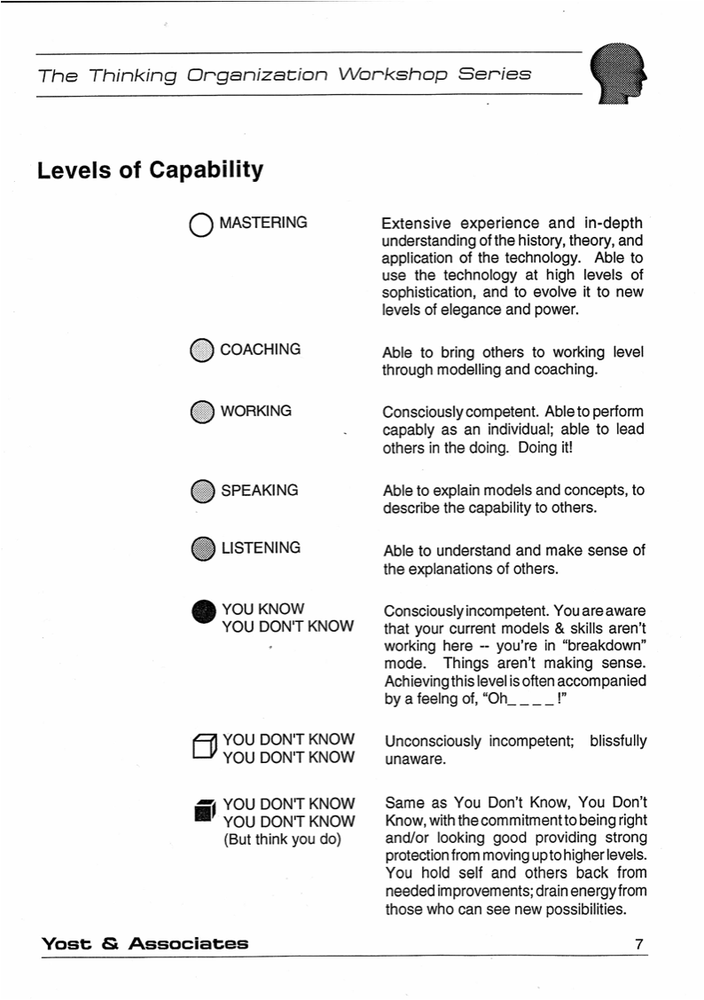 The Thinking Organization Workshop Series
Levels of Capability
MASTERING
Extensive experience and in-depth
understanding of the history, theory, and
application of the technology. Able to
use the technology at high levels of
sophistication, and to evolve it to new
levels of elegance and power.
COACHING
Able to bring others to working level
through modelling and coaching.
WORKING
Consciously competent. Able to perform
capably as an individual; able to lead
others in the doing. Doing it!
SPEAKING
Able to explain models and concepts, to
describe the capability to others.
LISTENING
Able to understand and make sense of
the explanations of others.
YOU KNOW
YOU DON'T KNOW
Consciously incompetent. You are aware
that your current models & skills aren't
working here -- you're in “breakdown”
mode. Things aren't making sense.
Achieving this level is often accompanied
by a feelng of, “Oh_ _ _ _ !”
YOU DON'T KNOW
YOU DON'T KNOW
Unconsciously incompetent; blissfully
unaware.
YOU DON'T KNOW
YOU DON'T KNOW
(But think you do)
Same as You Don't Know, You Don't
Know, with the commitment to being right
and/or looking good providing strong
protection from moving up to higher levels.
You hold self and others back from
needed improvements; drain energy from
those who can see new possibilities.
Yost & Associates
7